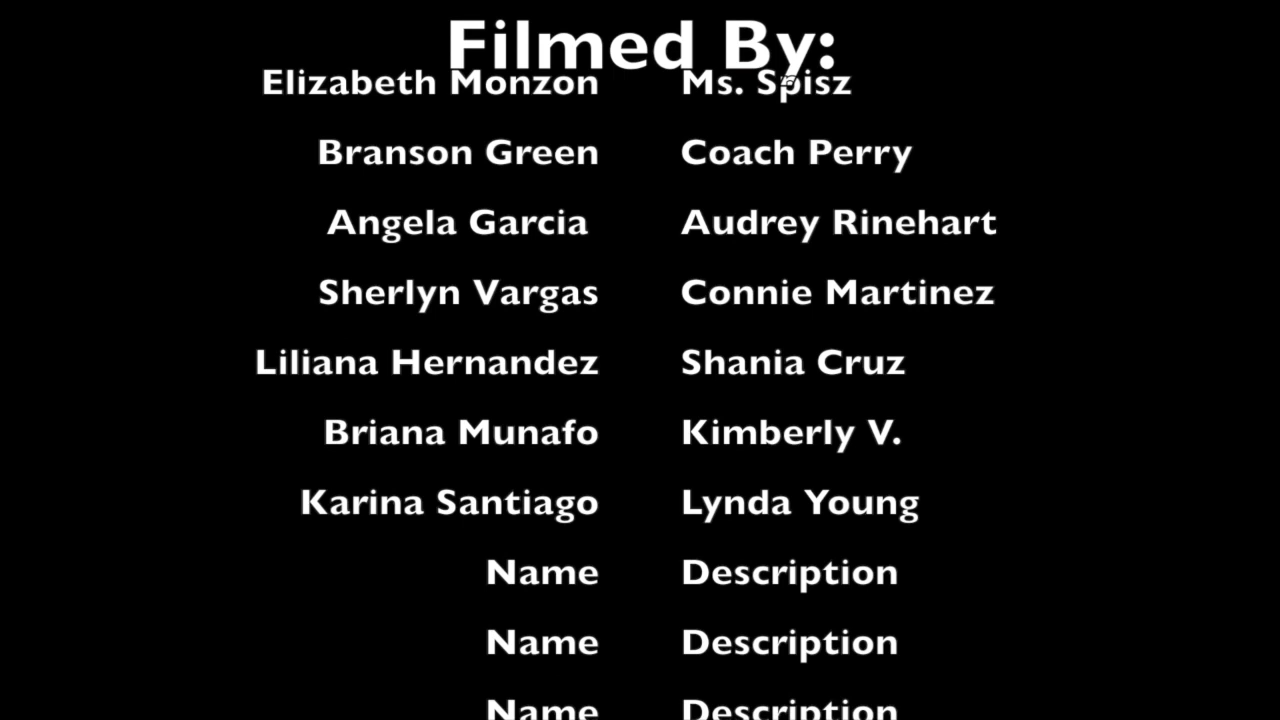 Filmed By:
Elizabeth Monzon Ms. Spisz
Branson Green Coach Perry
Angela Garcia Audrey Rinehart
Sherlyn Vargas Connie Martinez
Liliana Hernandez Shania Cruz
Briana Munafo Kimberly V.
Karina Santiago Lynda Young
Name Description
Name Description
Name Description